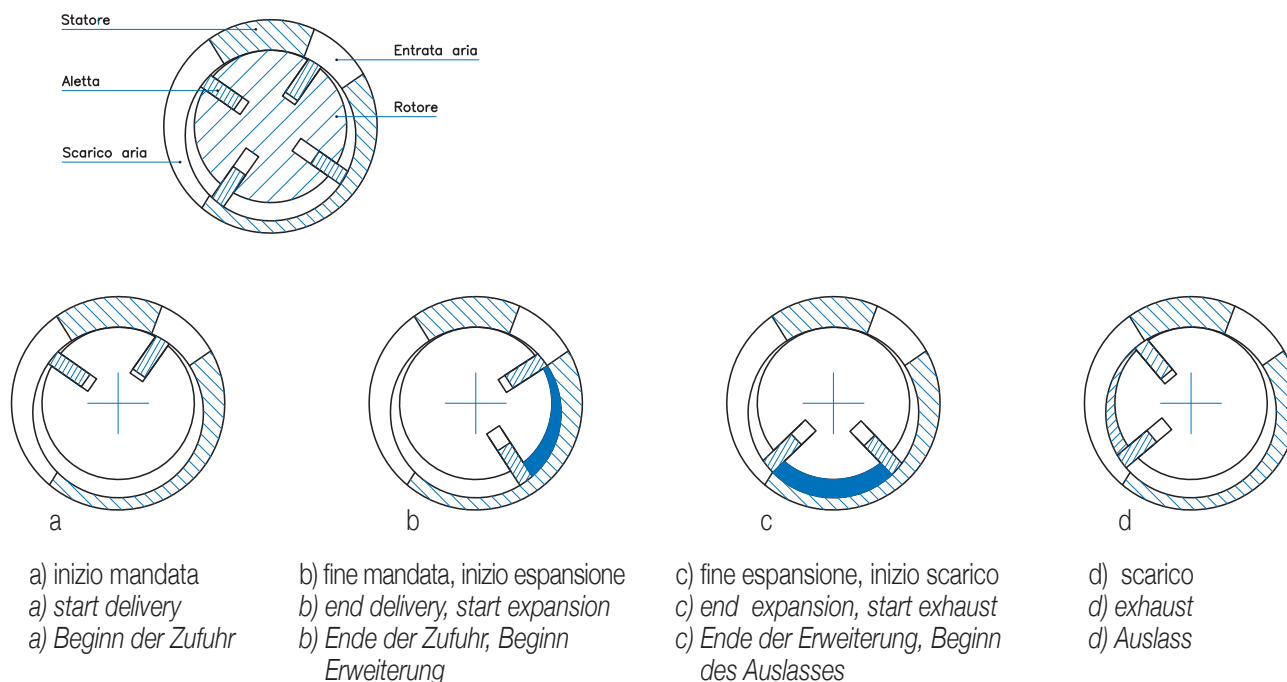 Statore
Entrata aria
Aletta
Rotore
Scarico aria
a
b
c
d
a) inizio mandata
a) start delivery
a) Beginn der Zufuhr
b) fine mandata, inizio espansione
b) end delivery, start expansion
b) Ende der Zufuhr, Beginn
Erweiterung
c) fine espansione, inizio scarico
c) end expansion, start exhaust
c) Ende der Erweiterung, Beginn
des Auslasses
d) scarico
d) exhaust
d) Auslass